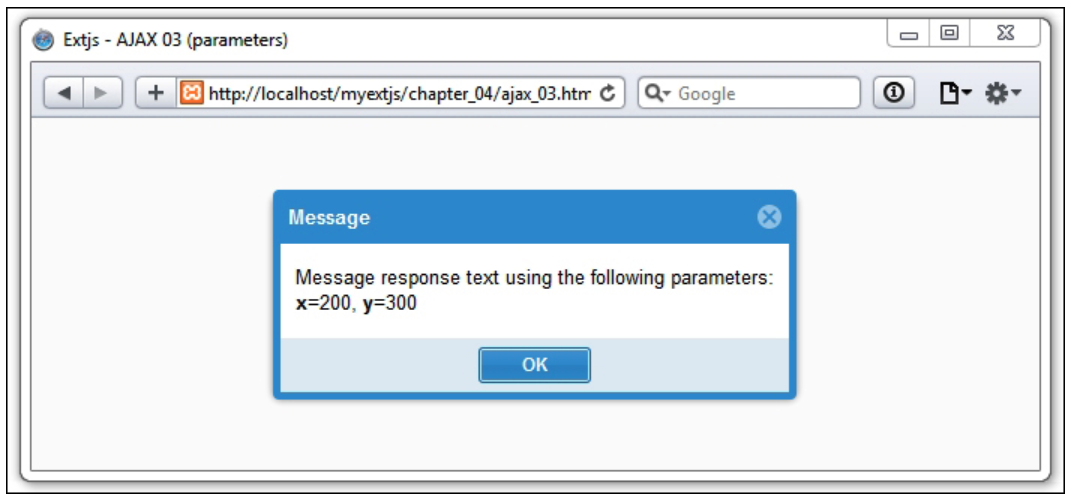 Extjs - AJAX 03 (parameters)
http://localhost/myextjs/chapter_04/ajax_03.htm
Google
Message
Message response text using the following parameters:
x=200, y=300
OK